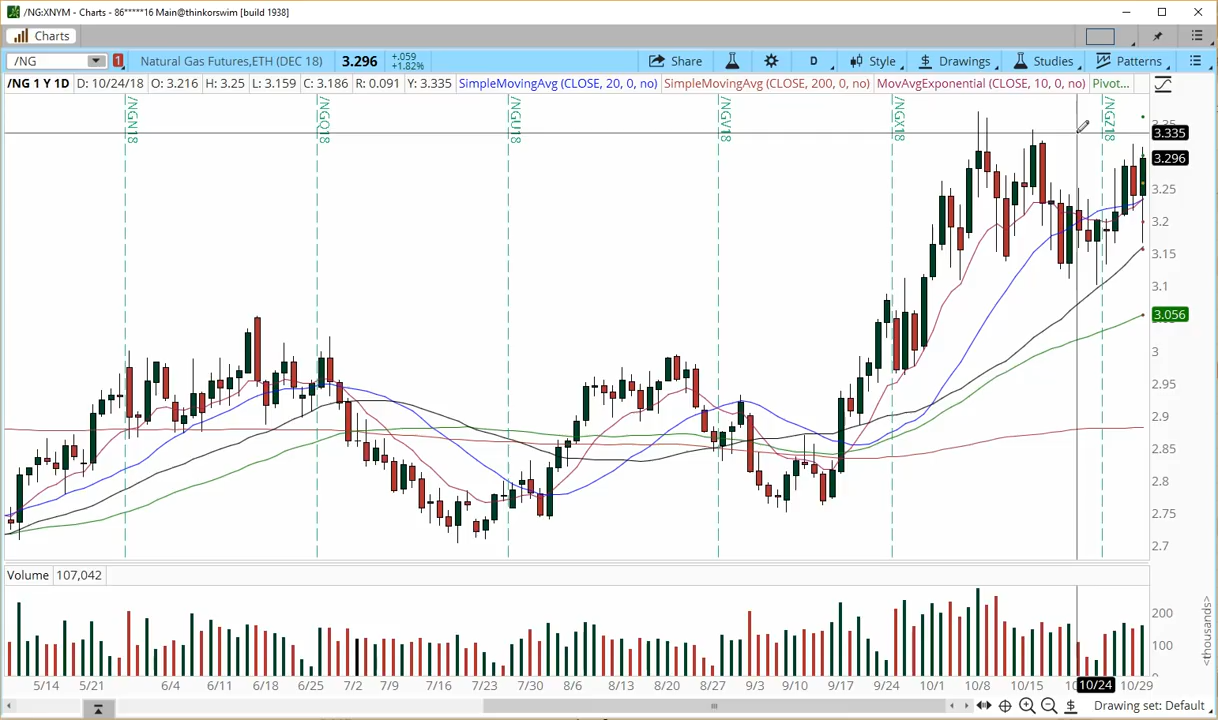 /NG:XNYM - Charts - 86*****16 Main@thinkorswim [build 1938]
Charts
/NG 1 Natural Gas Futures,ETH (DEC 18) 3.296 +.059 +1.82% Share D Style Drawings Studies Patterns
/NG 1 Y 1D D: 10/24/18 O: 3.216 H: 3.25 L: 3.159 C: 3.186 R: 0.091 Y: 3.335 SimpleMovingAvg (CLOSE, 20, 0, no) SimpleMovingAvg (CLOSE, 200, 0, no) MovAvgExponential (CLOSE, 10, 0, no) Pivot...
/NGN18 /NGQ18 /NGU18 /NGV18 /NGX18 /NGZ18
3.35
3.335
3.296
3.25
3.2
3.15
3.1
3.056
3
2.95
2.9
2.85
2.8
2.75
2.7
Volume 107,042
200
100
<thousands>
5/14 5/21 6/4 6/11 6/18 6/25 7/2 7/9 7/16 7/23 7/30 8/6 8/13 8/20 8/27 9/3 9/10 9/17 9/24 10/1 10/8 10/15 10/24 10/29
Drawing set: Default